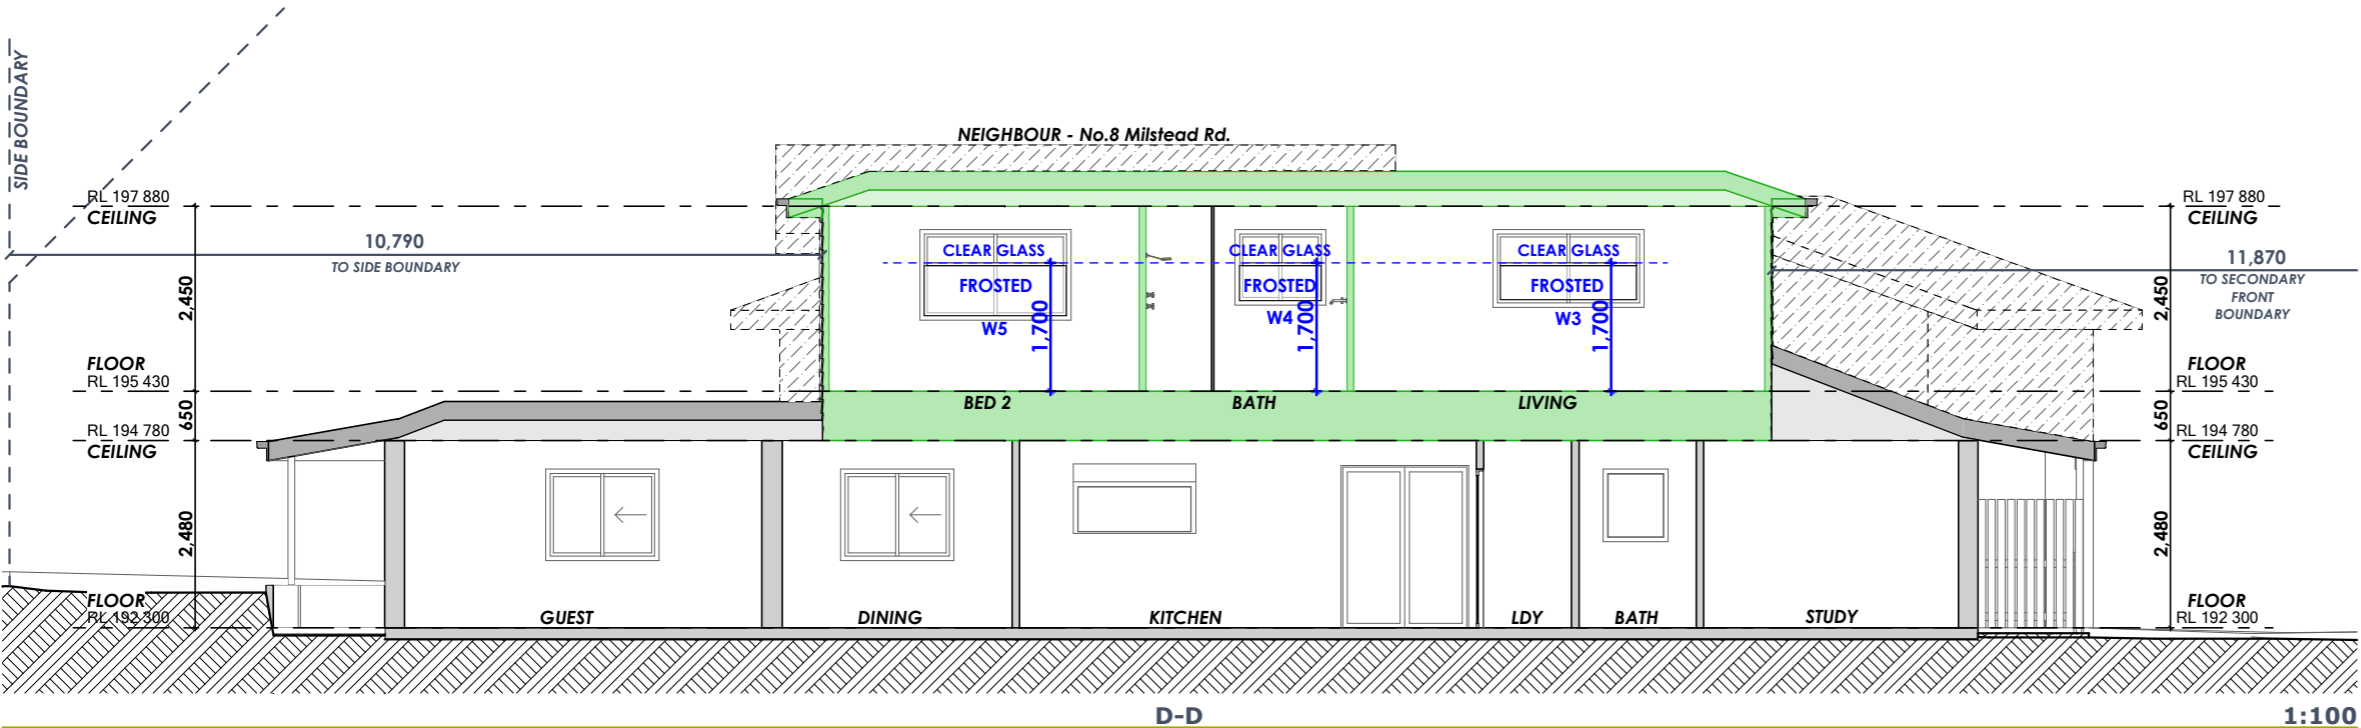 SIDE BOUNDARY
NEIGHBOUR - No.8 Milstead Rd.
RL 197 880
CEILING
RL 197 880
CEILING
10,790
TO SIDE BOUNDARY
11,870
TO SECONDARY
FRONT
BOUNDARY
CLEAR GLASS
FROSTED
W5
1,700
CLEAR GLASS
FROSTED
W4
1,700
CLEAR GLASS
FROSTED
W3
1,700
2,450
2,450
FLOOR
RL 195 430
FLOOR
RL 195 430
BED 2
BATH
LIVING
650
650
RL 194 780
CEILING
RL 194 780
CEILING
2,480
2,480
FLOOR
RL 192 300
FLOOR
RL 192 300
GUEST
DINING
KITCHEN
LDY
BATH
STUDY
D-D
1:100